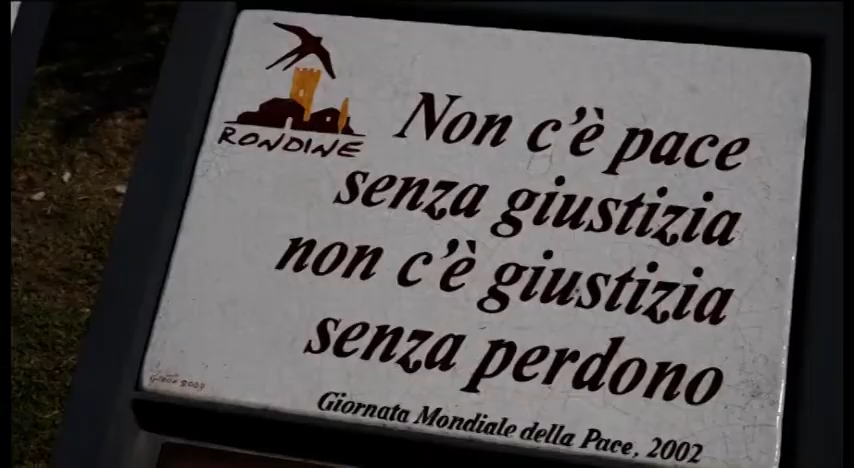 RONDINE
Non c'è pace
senza giustizia
non c'è giustizia
senza perdono
Giornata Mondiale della Pace, 2002